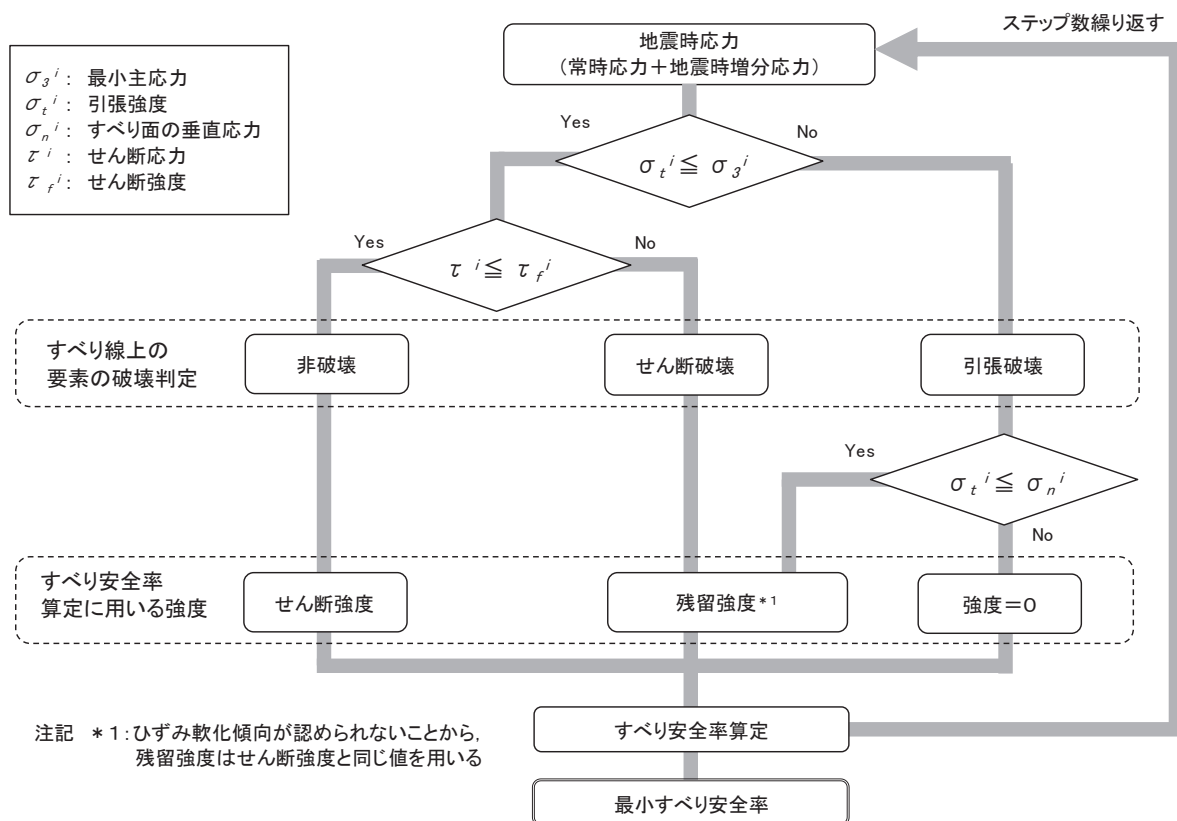 ステップ数繰り返す
地震時応力
（常時応力＋地震時増分応力）
σ₃ⁱ： 最小主応力
σₜⁱ： 引張強度
σₙⁱ： すべり面の垂直応力
τⁱ： せん断応力
τ_fⁱ： せん断強度
Yes
No
σₜⁱ≦ σ₃ⁱ
Yes
No
τⁱ≦ τ_fⁱ
すべり線上の
要素の破壊判定
非破壊
せん断破壊
引張破壊
Yes
σₜⁱ≦ σₙⁱ
No
すべり安全率
算定に用いる強度
せん断強度
残留強度＊¹
強度＝０
注記 ＊１：ひずみ軟化傾向が認められないことから，
残留強度はせん断強度と同じ値を用いる
すべり安全率算定
最小すべり安全率